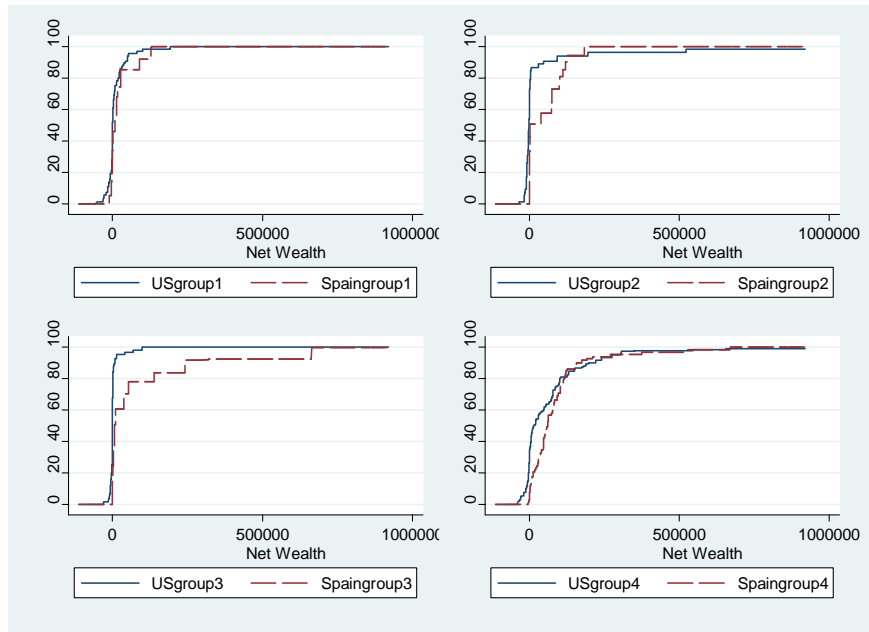 100
80
60
40
20
0
0 500000 1000000
Net Wealth
USgroup1 Spaingroup1
100
80
60
40
20
0
0 500000 1000000
Net Wealth
USgroup2 Spaingroup2
100
80
60
40
20
0
0 500000 1000000
Net Wealth
USgroup3 Spaingroup3
100
80
60
40
20
0
0 500000 1000000
Net Wealth
USgroup4 Spaingroup4